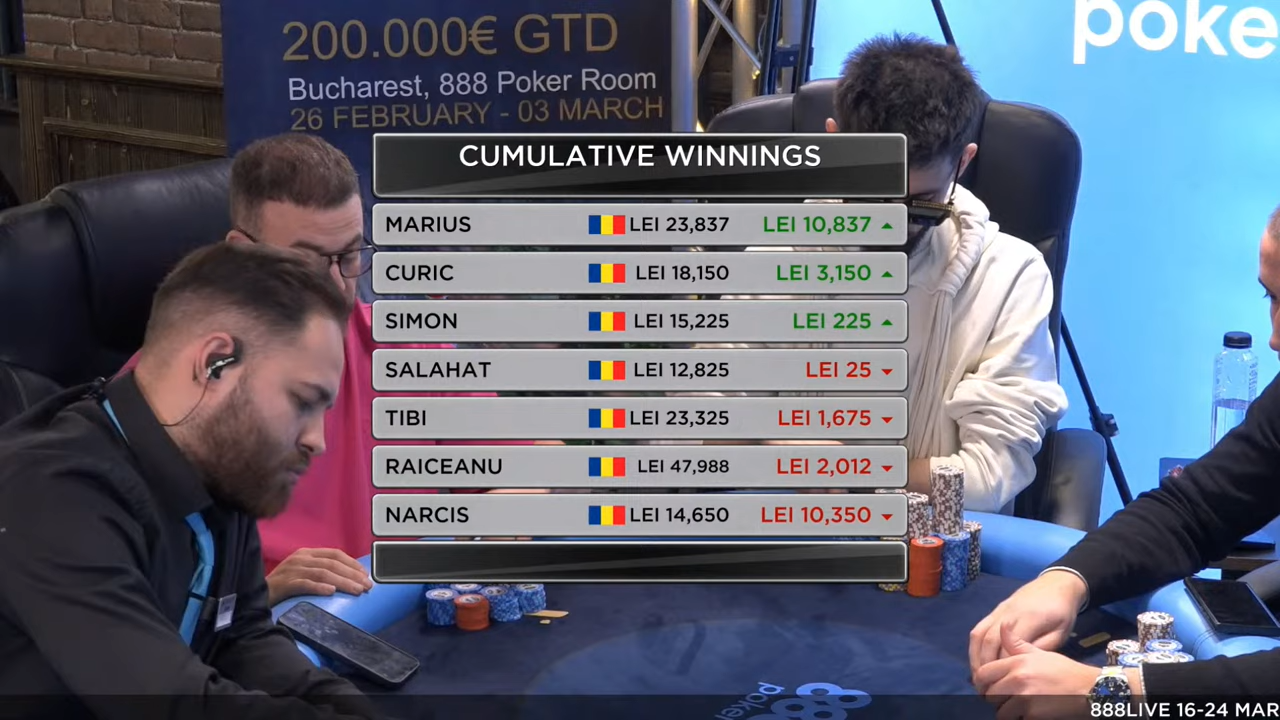 200.000€ GTD
Bucharest, 888 Poker Room
26 FEBRUARY - 03 MARCH
poke
CUMULATIVE WINNINGS
MARIUS LEI 23,837 LEI 10,837
CURIC LEI 18,150 LEI 3,150
SIMON LEI 15,225 LEI 225
SALAHAT LEI 12,825 LEI 25
TIBI LEI 23,325 LEI 1,675
RAICEANU LEI 47,988 LEI 2,012
NARCIS LEI 14,650 LEI 10,350
888
poker
888LIVE 16-24 MAR